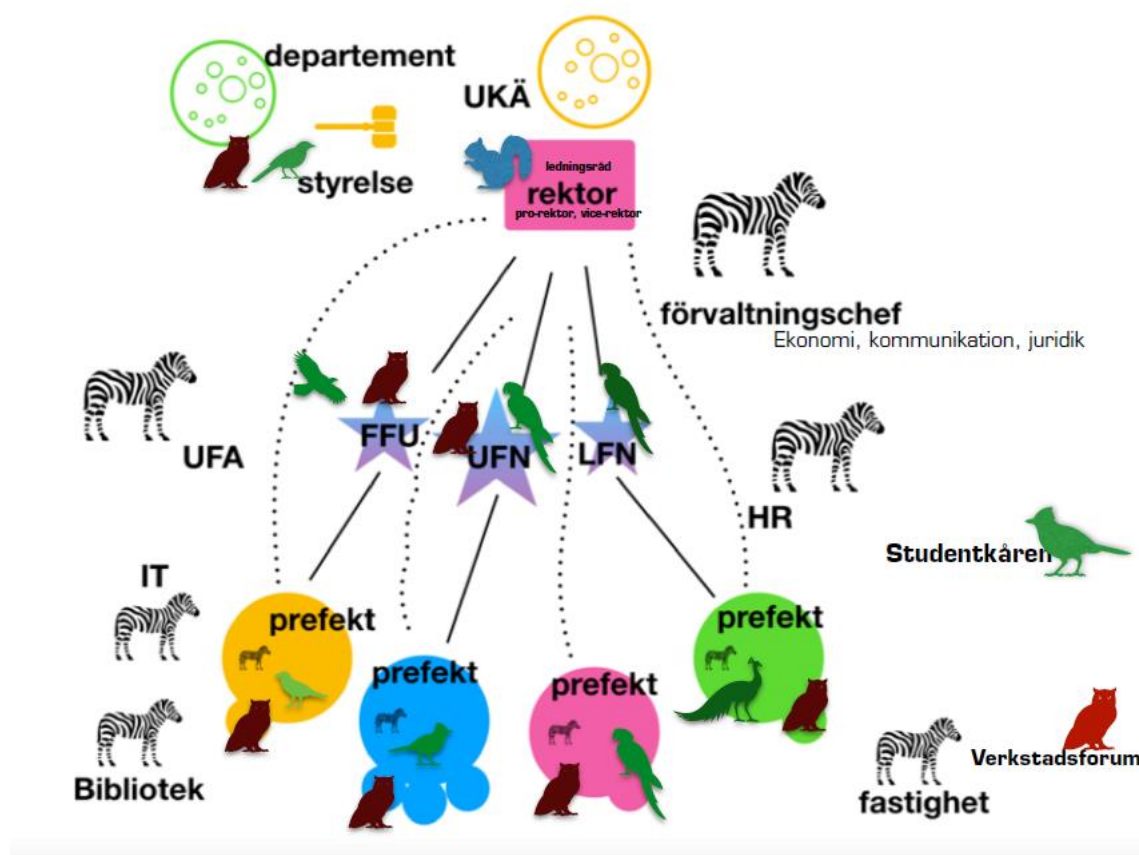 departement
UKÄ
styrelse
ledningsråd
rektor
pro-rektor, vice-rektor
förvaltningschef
Ekonomi, kommunikation, juridik
UFA
FFU
UFN
LFN
HR
Studentkåren
IT
prefekt
prefekt
prefekt
prefekt
Bibliotek
fastighet
Verkstadsforum